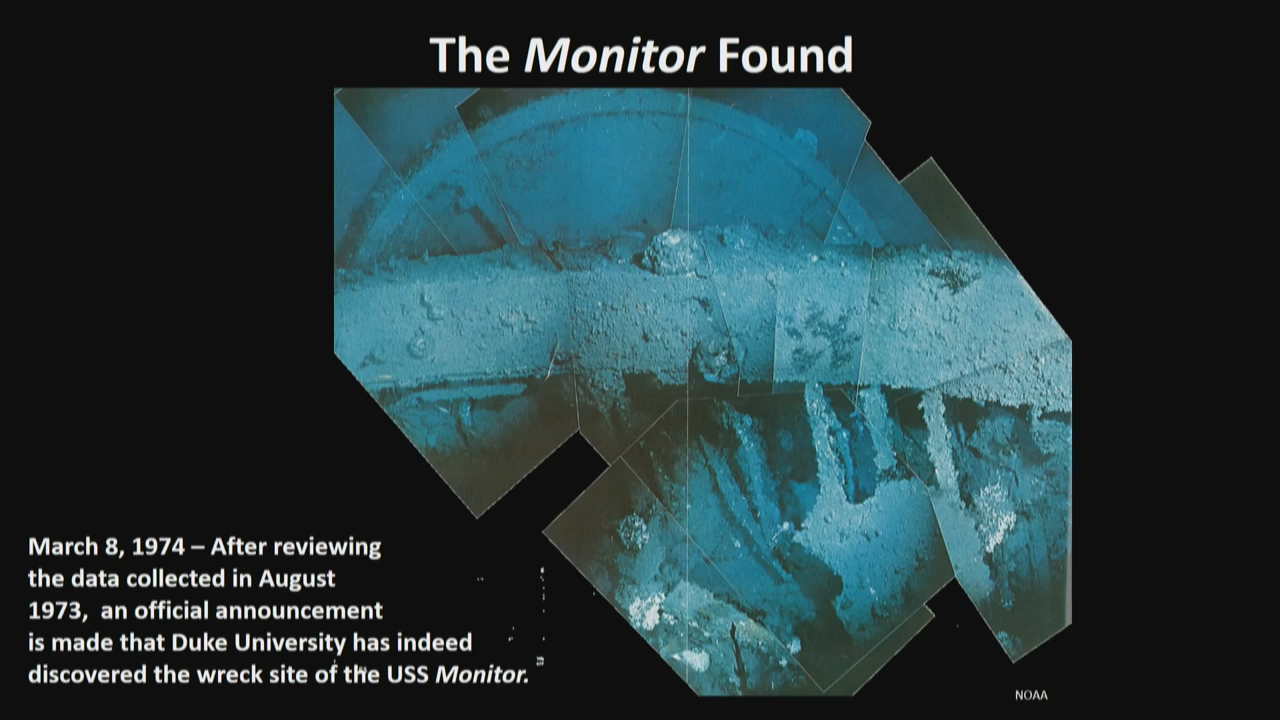 The Monitor Found
March 8, 1974 – After reviewing
the data collected in August
1973, an official announcement
is made that Duke University has indeed
discovered the wreck site of the USS Monitor.
NOAA